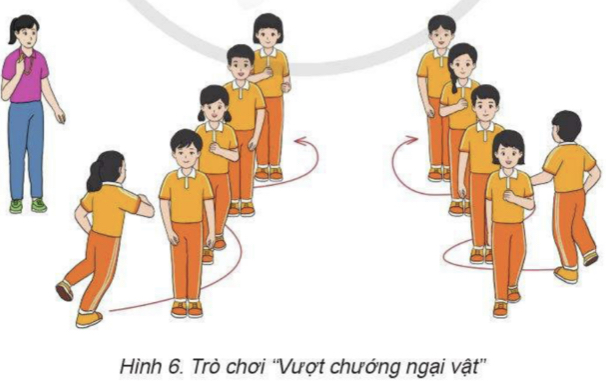 Hình 6. Trò chơi “Vượt chướng ngại vật”